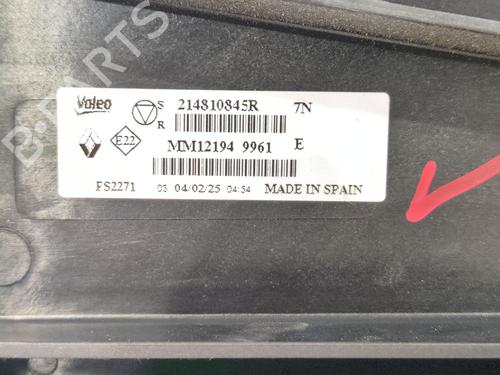 B-PARTS
Valeo S R 214810845R 7N
E22 MM12194 9961 E
FS2271 03 04/02/25 04:54 MADE IN SPAIN